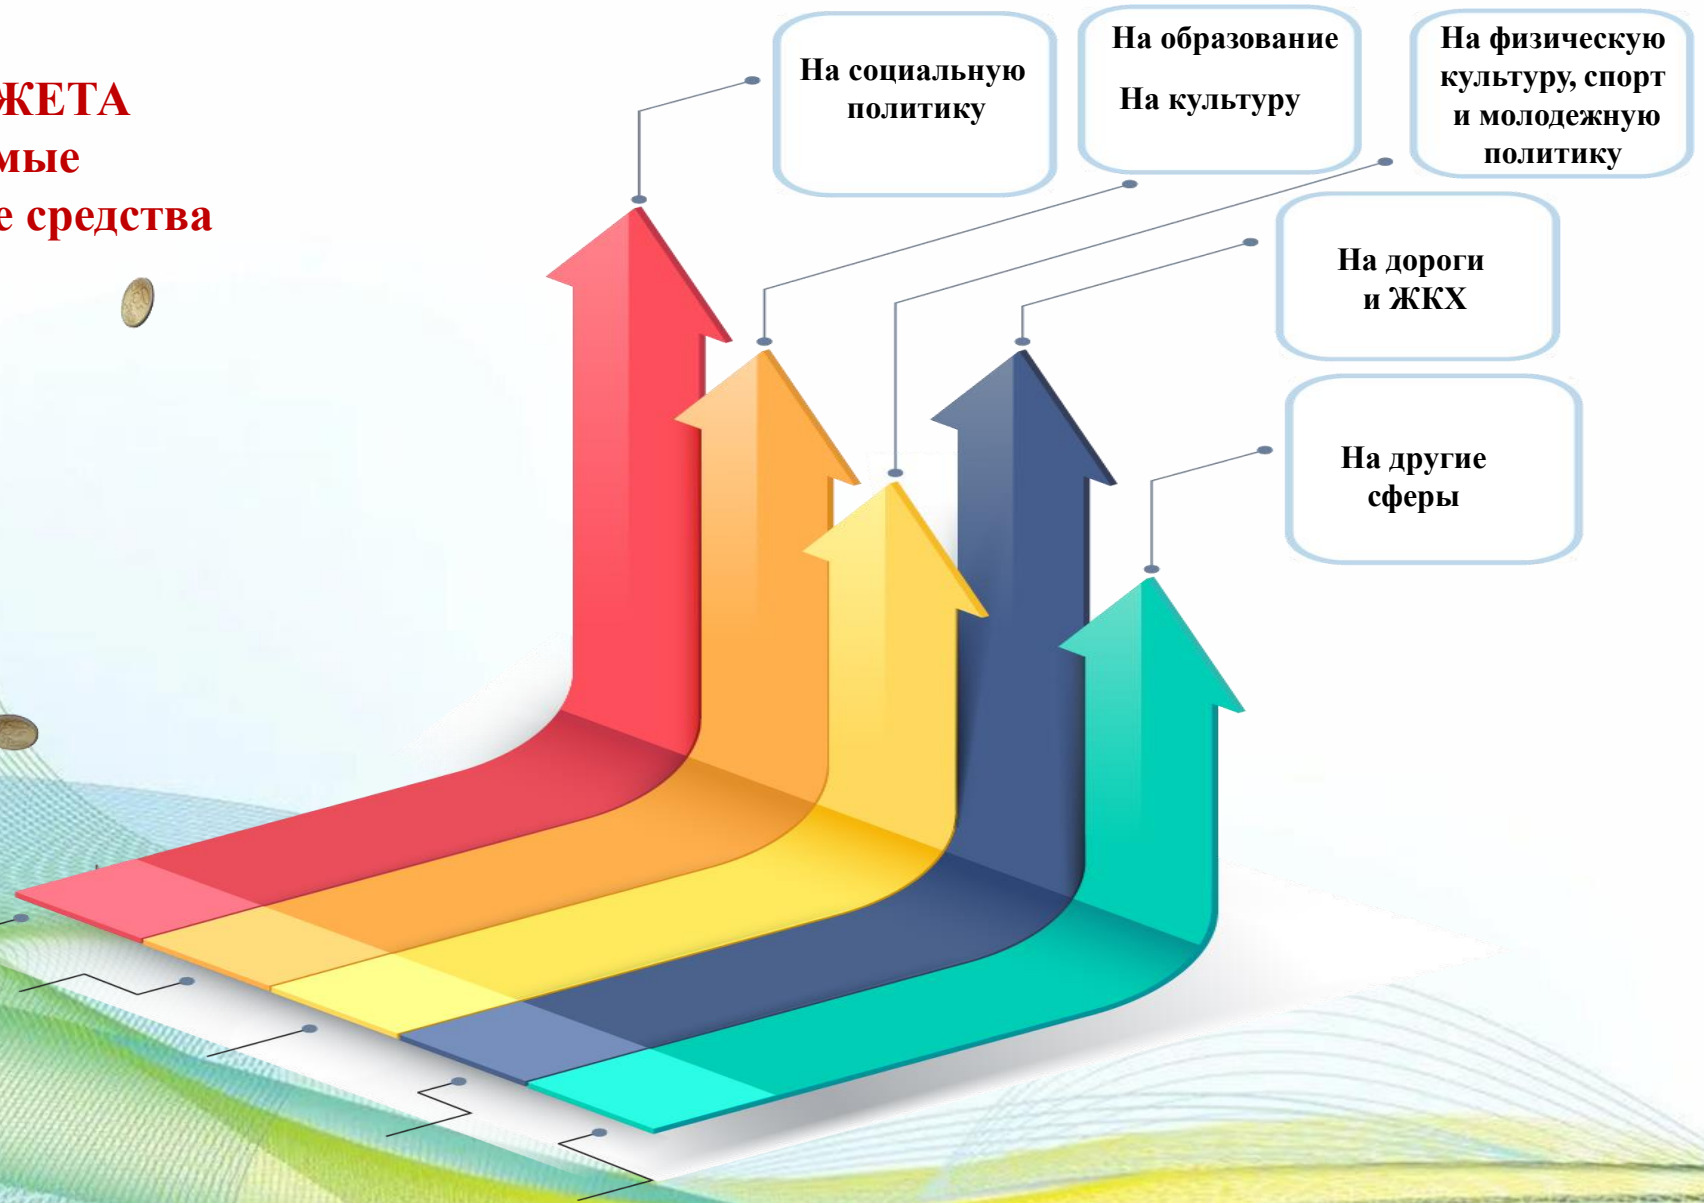 ЖЕТА
мые
е средства
На социальную
политику
На образование
На культуру
На физическую
культуру, спорт
и молодежную
политику
На дороги
и ЖКХ
На другие
сферы